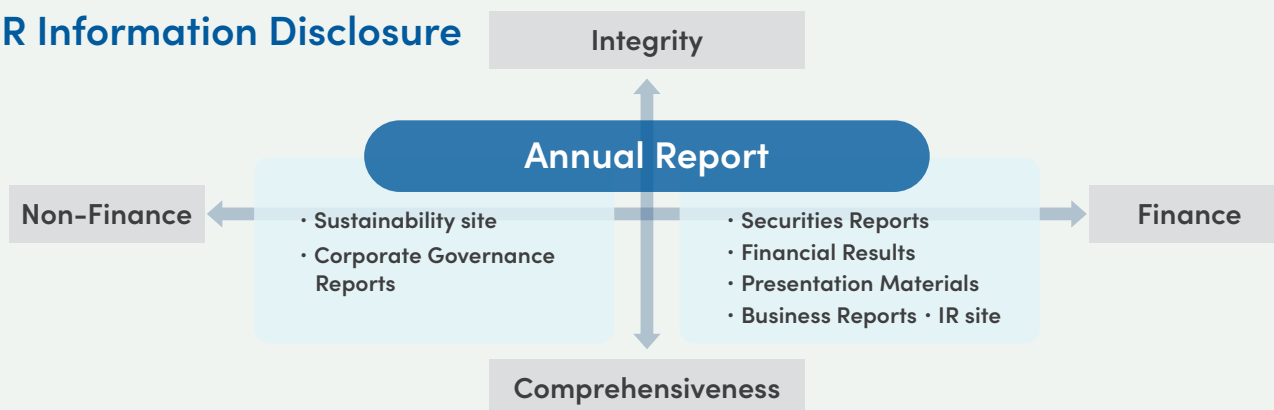 R Information Disclosure
Integrity
Annual Report
Non-Finance
Finance
・Sustainability site
・Corporate Governance
Reports
・Securities Reports
・Financial Results
・Presentation Materials
・Business Reports・IR site
Comprehensiveness